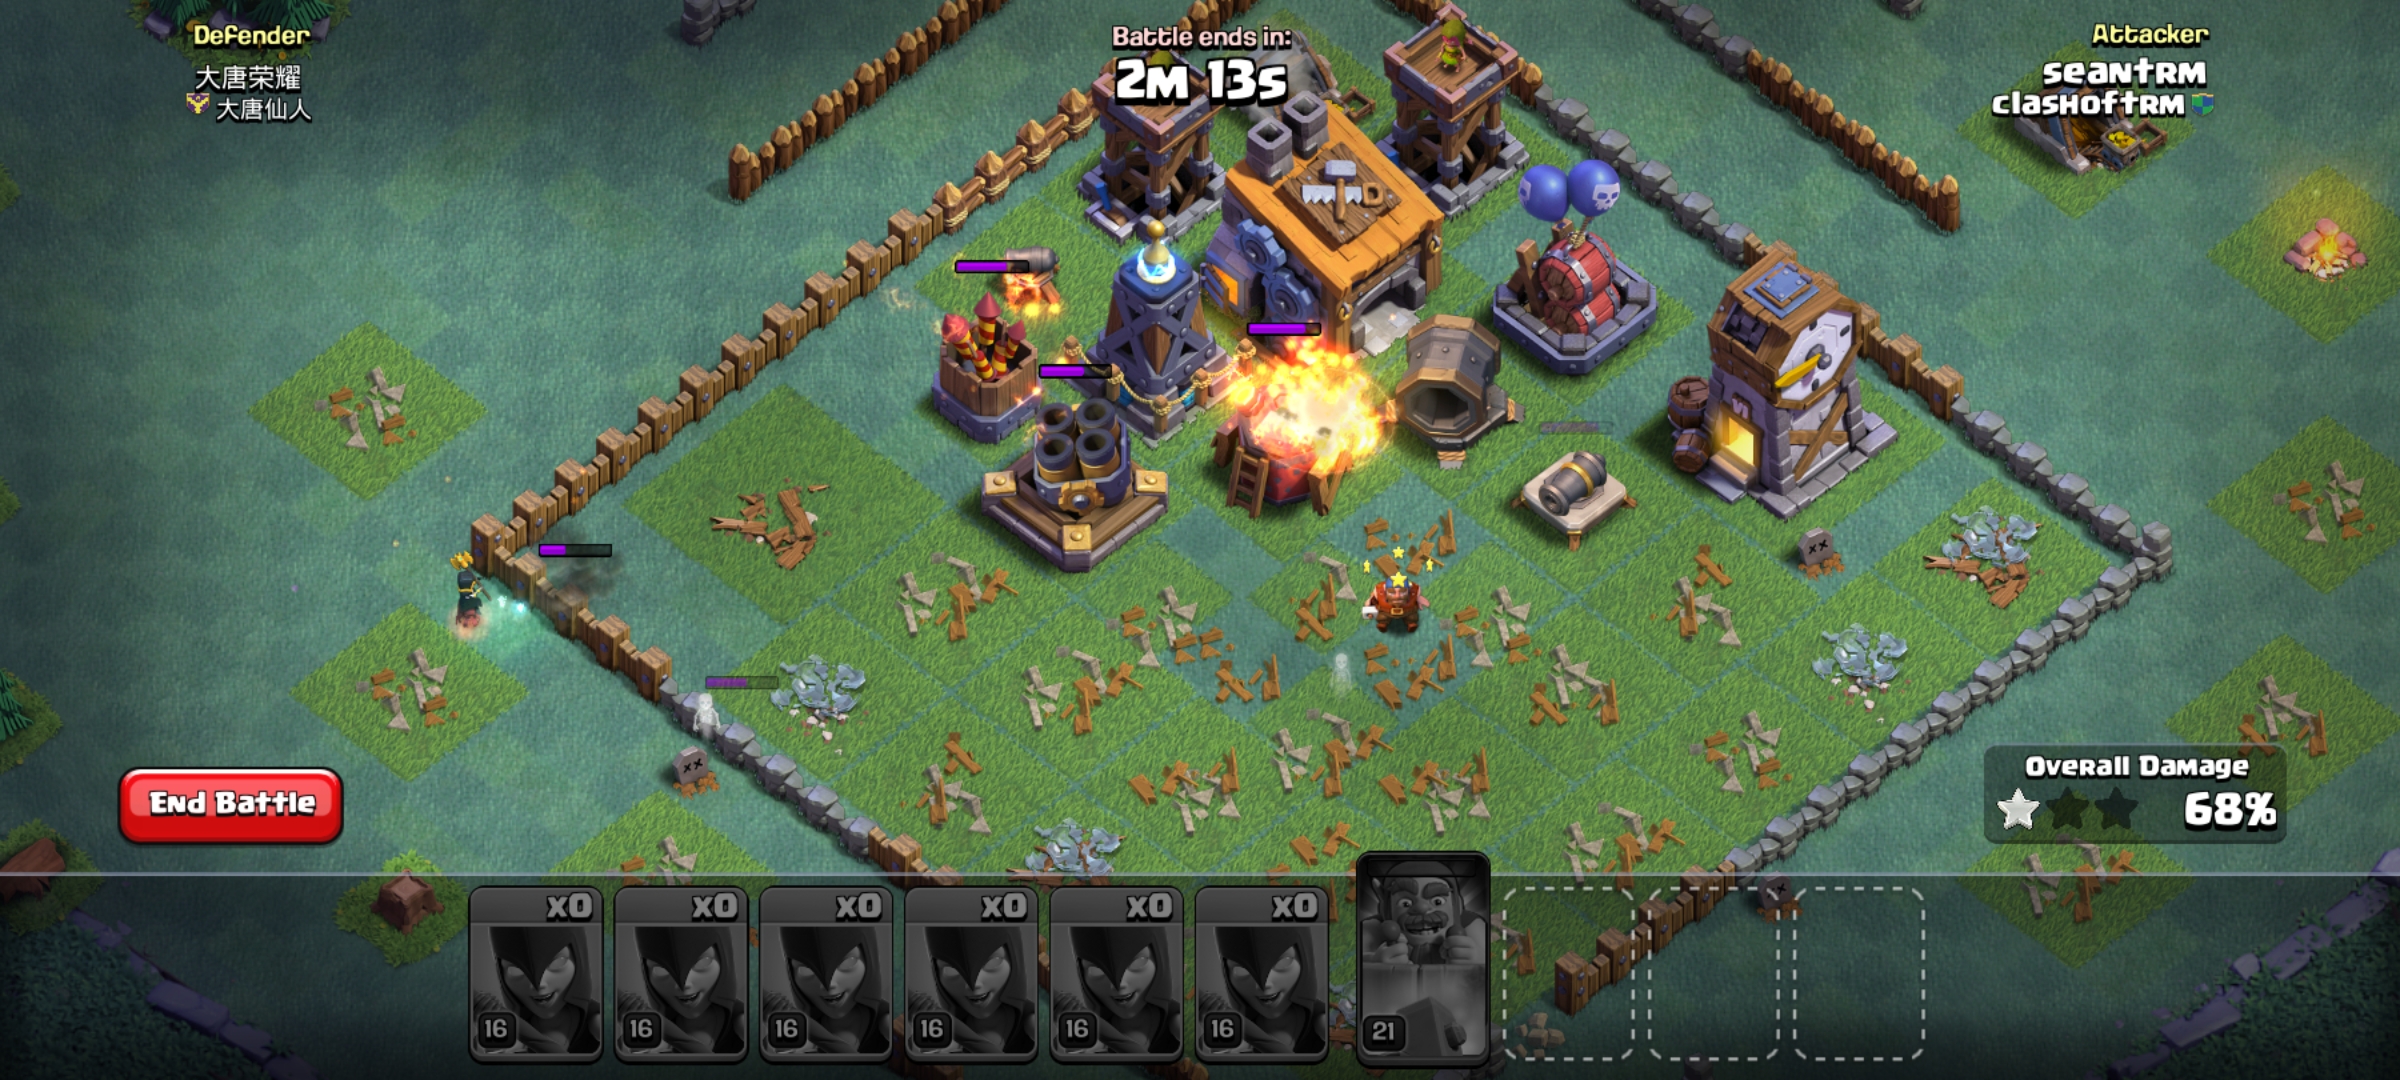 Defender
大唐荣耀
大唐仙人
Battle ends in:
2M 13s
Attacker
seantRM
clashoftRM
VI
End Battle
Overall Damage
68%
x0
x0
x0
x0
x0
x0
16
16
16
16
16
16
21